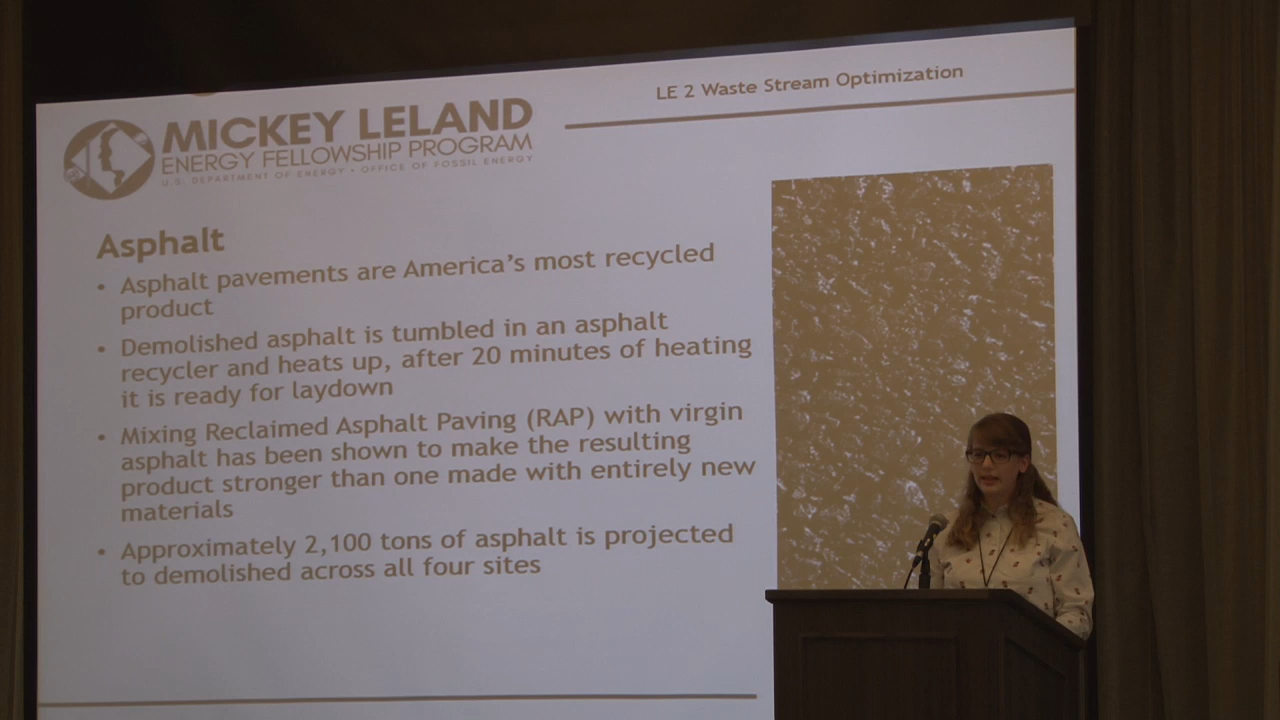 LE 2 Waste Stream Optimization
MICKEY LELAND
ENERGY FELLOWSHIP PROGRAM
U.S. DEPARTMENT OF ENERGY • OFFICE OF FOSSIL ENERGY
Asphalt
• Asphalt pavements are America's most recycled
product
• Demolished asphalt is tumbled in an asphalt
recycler and heats up, after 20 minutes of heating
it is ready for laydown
• Mixing Reclaimed Asphalt Paving (RAP) with virgin
asphalt has been shown to make the resulting
product stronger than one made with entirely new
materials
• Approximately 2,100 tons of asphalt is projected
to demolished across all four sites